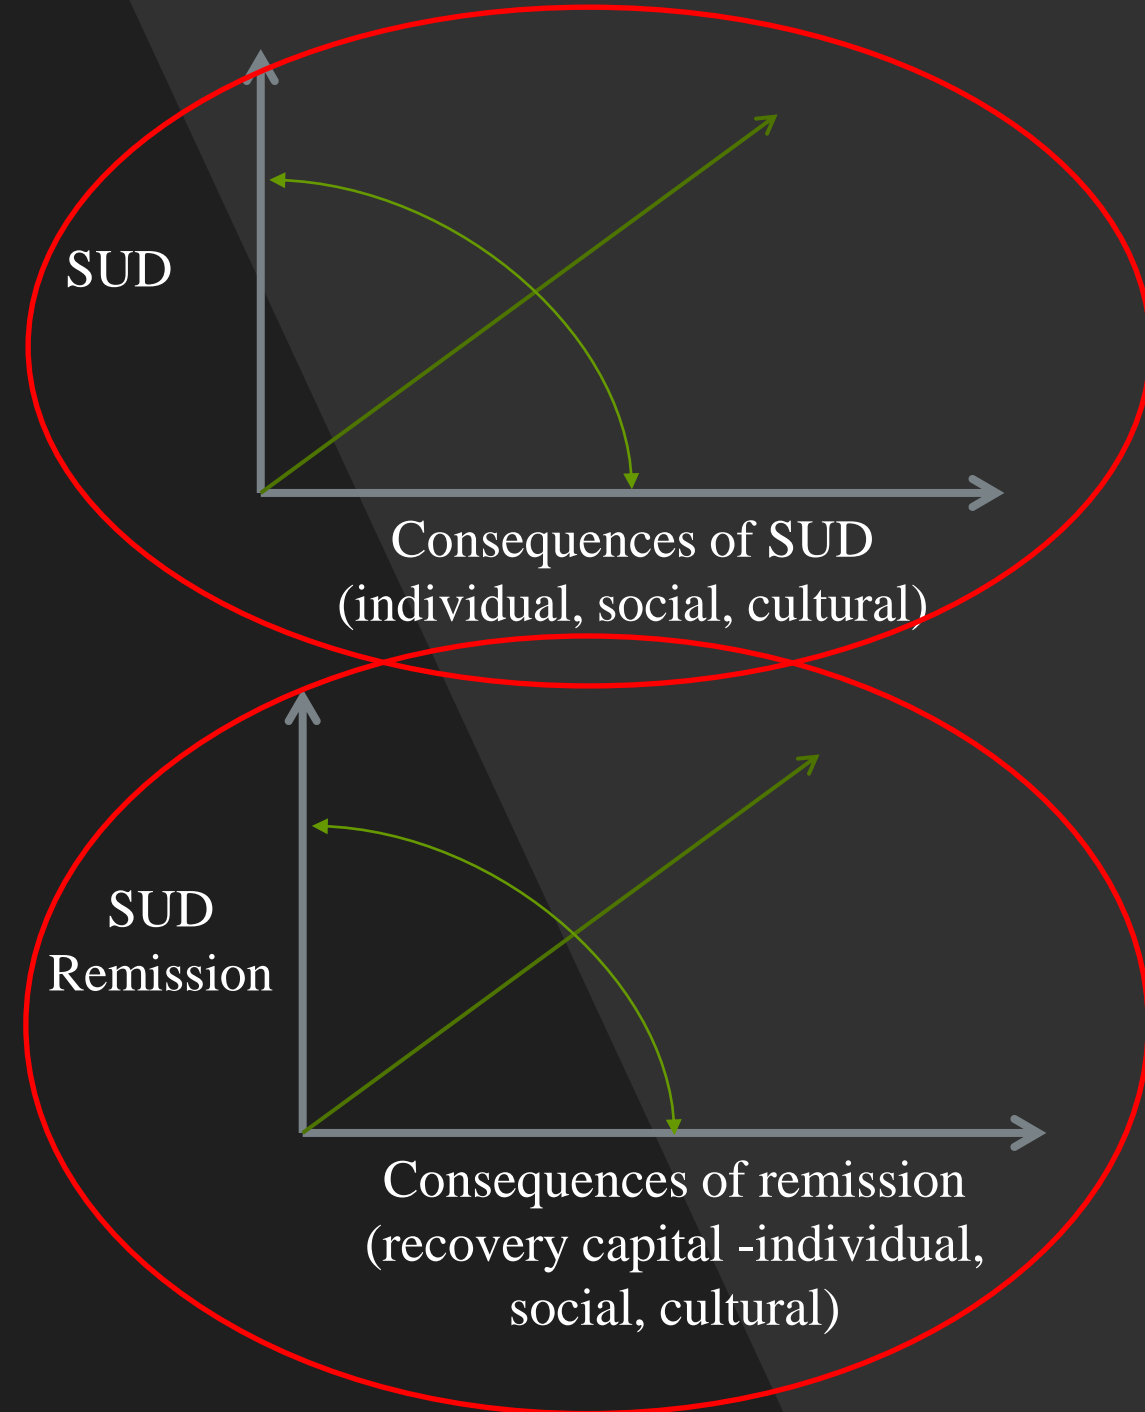 SUD
Consequences of SUD
(individual, social, cultural)
SUD
Remission
Consequences of remission
(recovery capital -individual,
social, cultural)